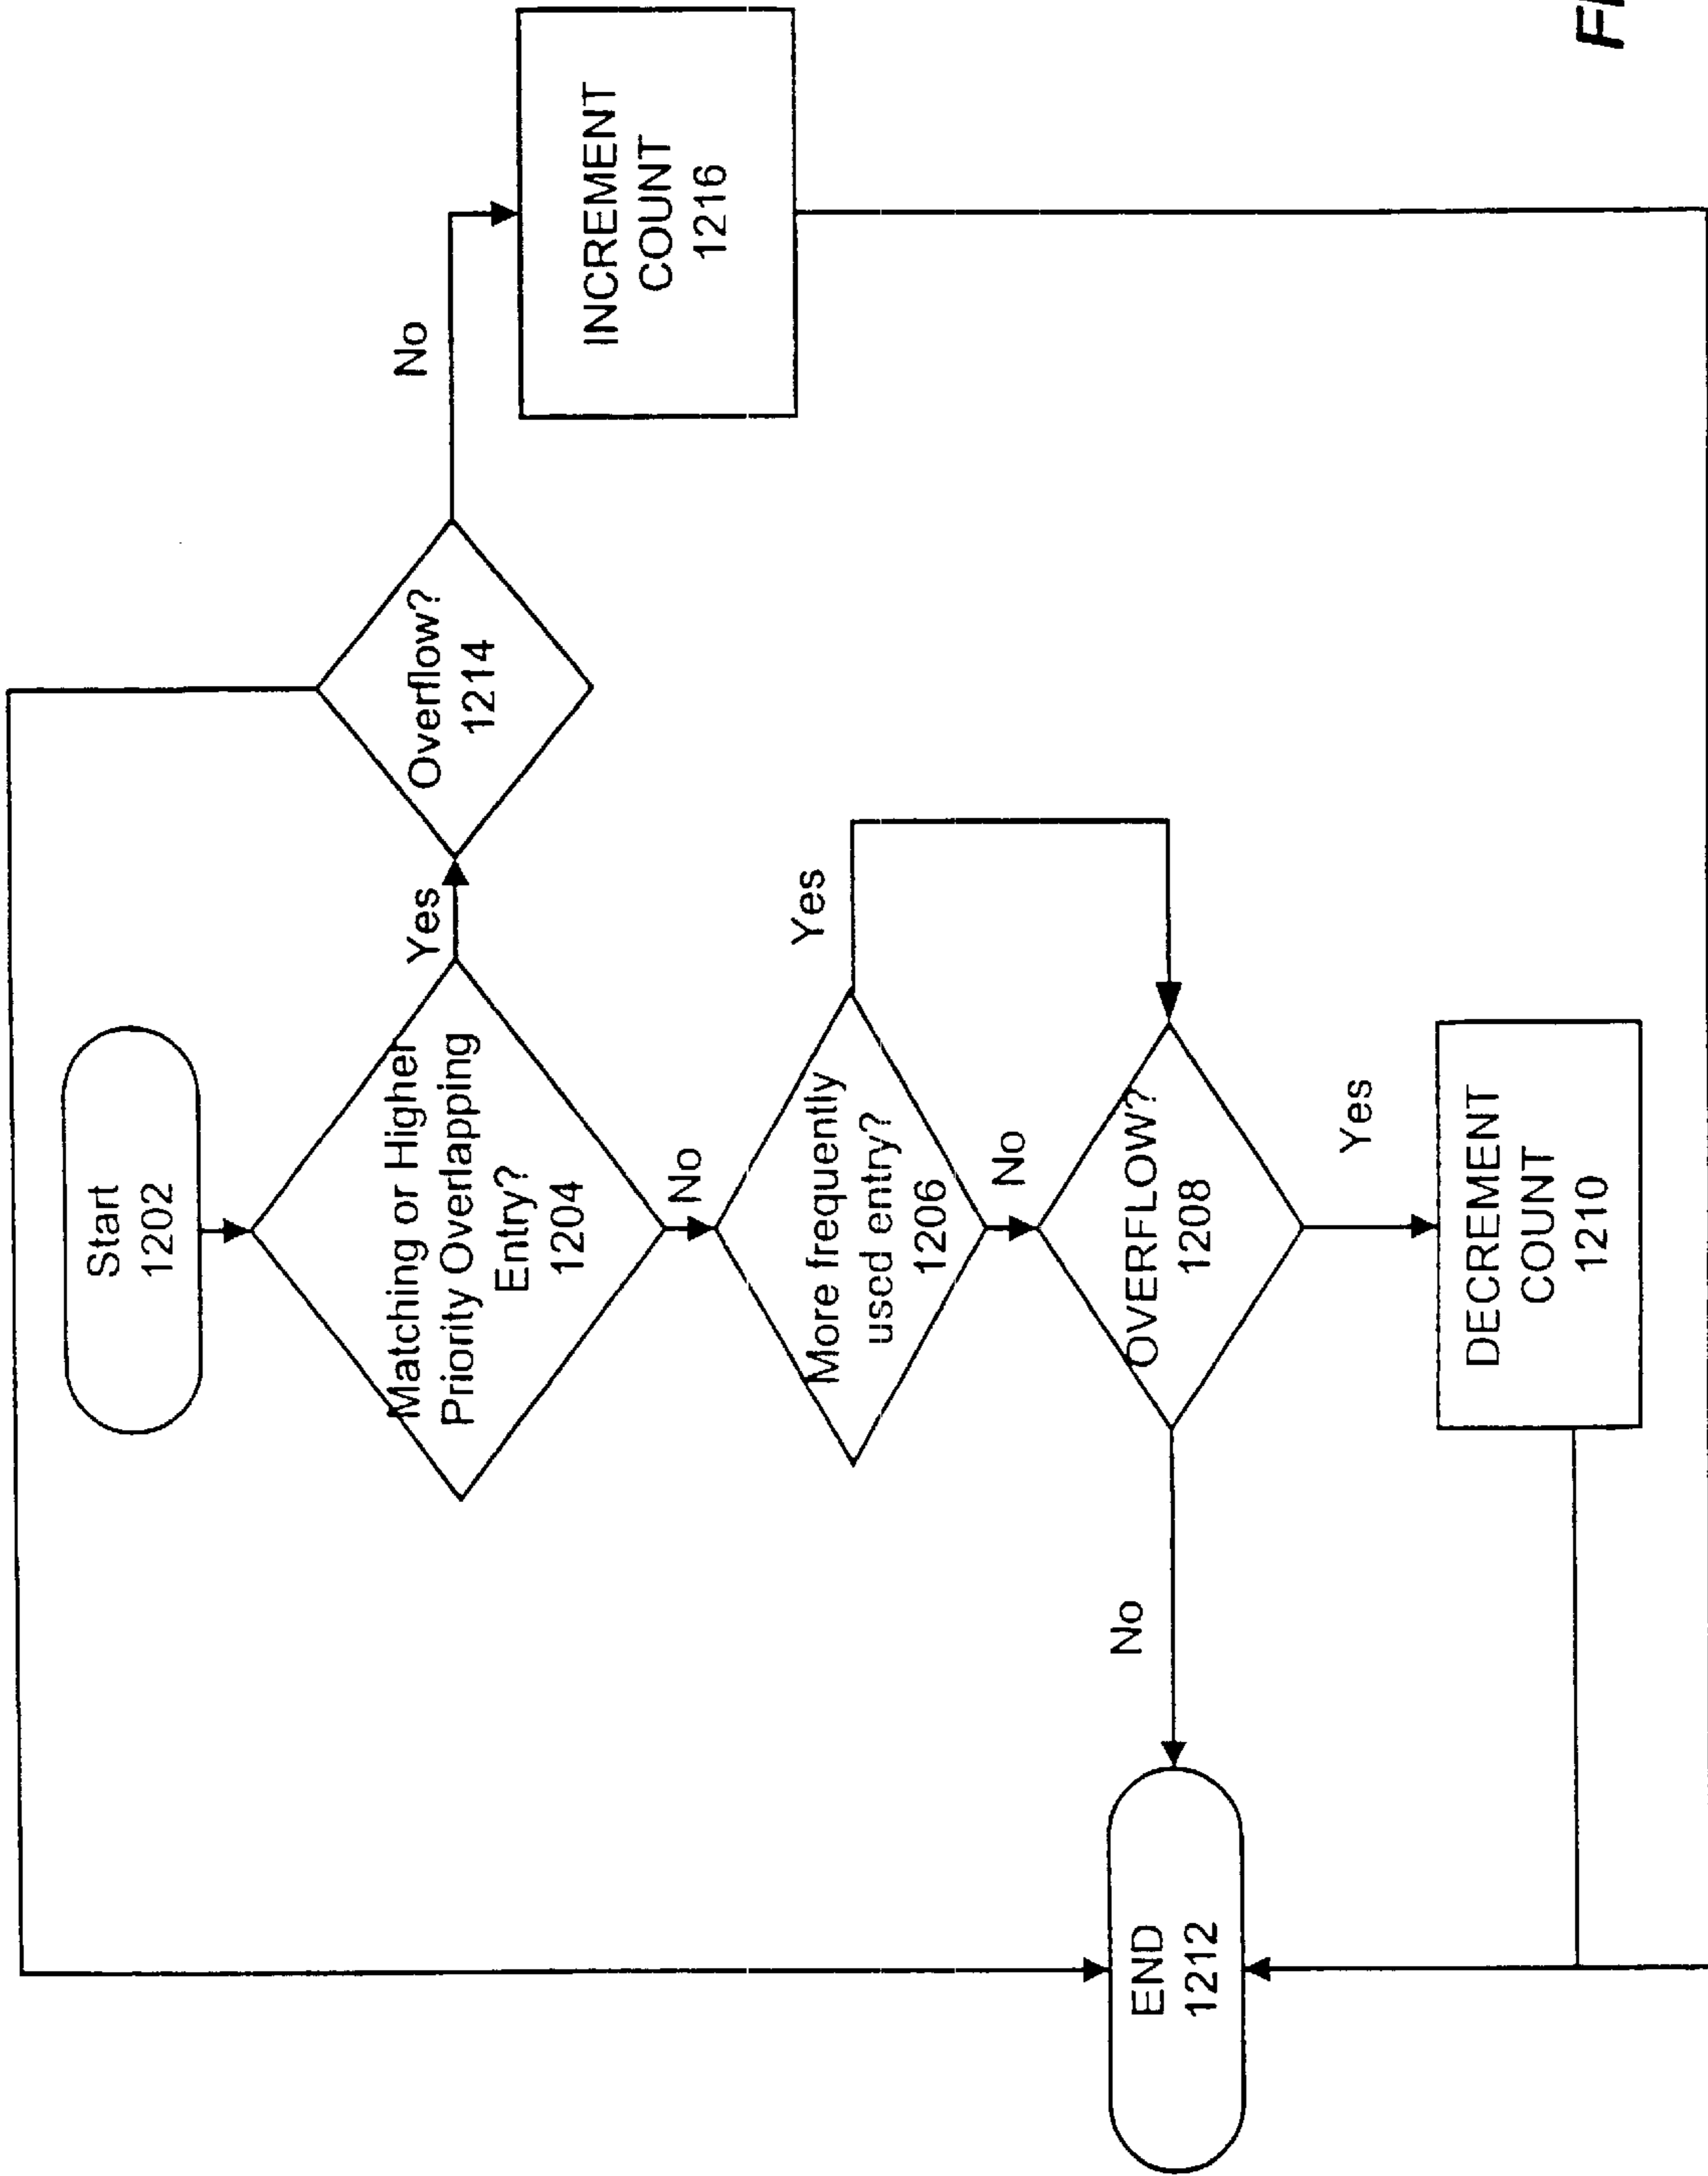 Start
1202
Matching or Higher
Priority Overlapping
Entry?
1204
Yes
Overflow?
1214
No
INCREMENT
COUNT
1216
No
More frequently
used entry?
1206
Yes
No
OVERFLOW?
1208
No
Yes
DECREMENT
COUNT
1210
END
1212